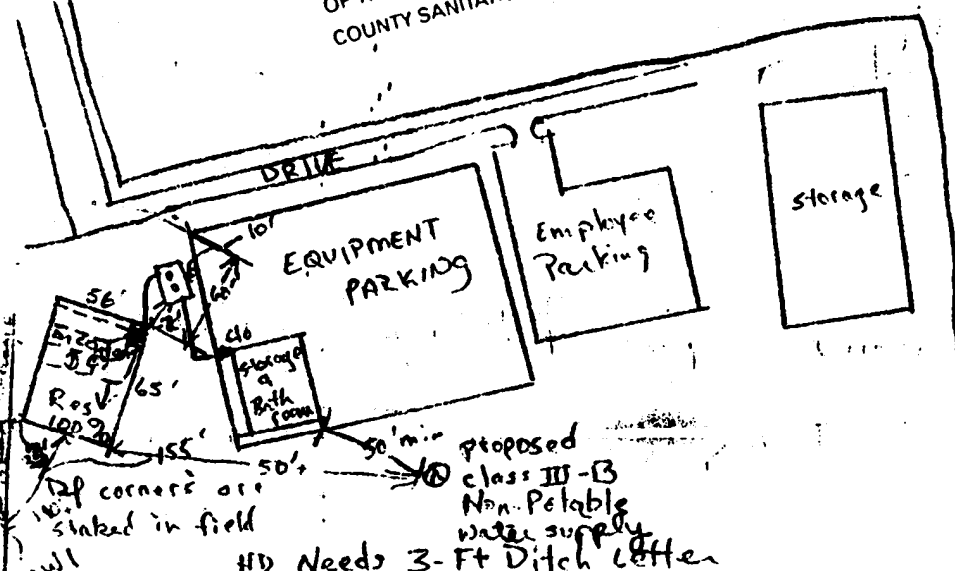 COUNTY SANITAR
DRIVE
10'
EQUIPMENT
PARKING
Employee
Parking
storage
56'
60'
c/o
storage
&
Bath
room
65'
Res
100%
155'
50'+
50' min
proposed
class III-B
Non-Potable
water supply
DF corners are
staked in field
HD Needs 3-Ft Ditch Letter